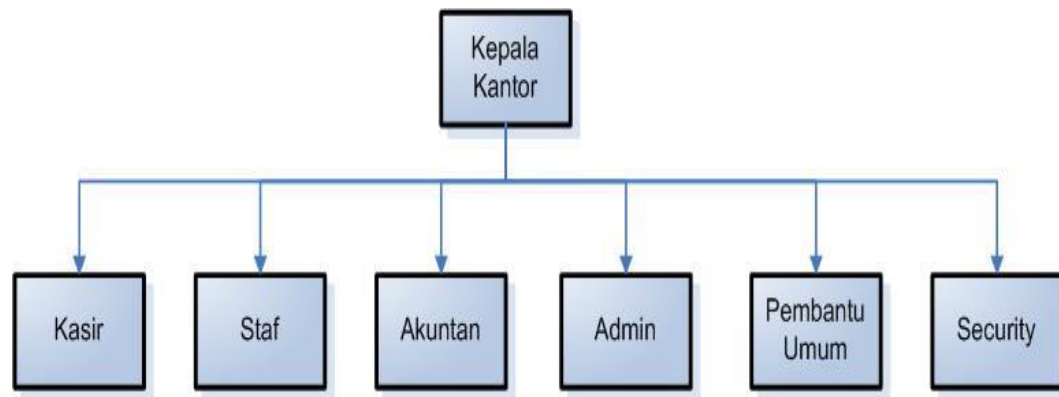 Kepala
Kantor
Kasir
Staf
Akuntan
Admin
Pembantu
Umum
Security